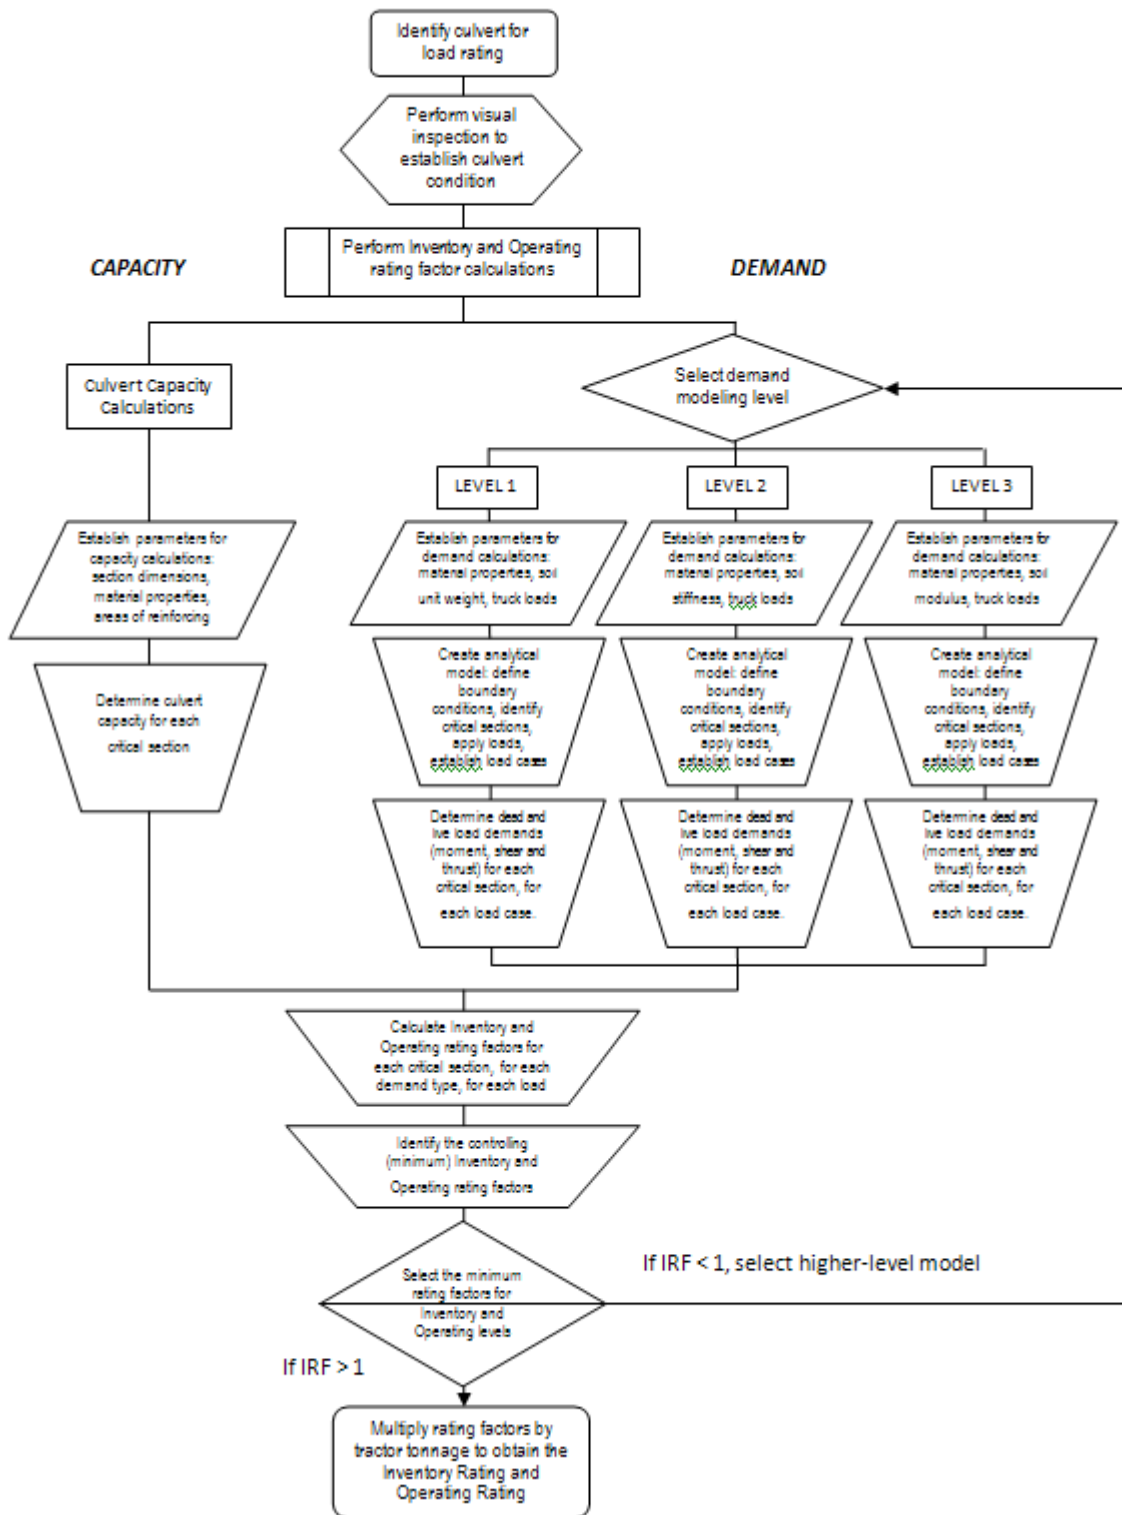 Identify culvert for
load rating
Perform visual
inspection to
establish culvert
condition
Perform Inventory and Operating
rating factor calculations
CAPACITY
DEMAND
Culvert Capacity
Calculations
Select demand
modeling level
LEVEL 1
LEVEL 2
LEVEL 3
Establish parameters for
capacity calculations:
section dimensions,
material properties,
areas of reinforcing
Establish parameters for
demand calculations:
material properties, soil
unit weight, truck loads
Establish parameters for
demand calculations:
material properties, soil
stiffness, truck loads
Establish parameters for
demand calculations:
material properties, soil
modulus, truck loads
Determine culvert
capacity for each
critical section
Create analytical
model: define
boundary
conditions, identify
critical sections,
apply loads,
establish load cases
Create analytical
model: define
boundary
conditions, identify
critical sections,
apply loads,
establish load cases
Create analytical
model: define
boundary
conditions, identify
critical sections,
apply loads,
establish load cases
Determine dead and
live load demands
(moment, shear and
thrust) for each
critical section, for
each load case.
Determine dead and
live load demands
(moment, shear and
thrust) for each
critical section, for
each load case.
Determine dead and
live load demands
(moment, shear and
thrust) for each
critical section, for
each load case.
Calculate Inventory and
Operating rating factors for
each critical section, for each
demand type, for each load
Identify the controling
(minimum) Inventory and
Operating rating factors
Select the minimum
rating factors for
Inventory and
Operating levels
If IRF < 1, select higher-level model
If IRF > 1
Multiply rating factors by
tractor tonnage to obtain the
Inventory Rating and
Operating Rating